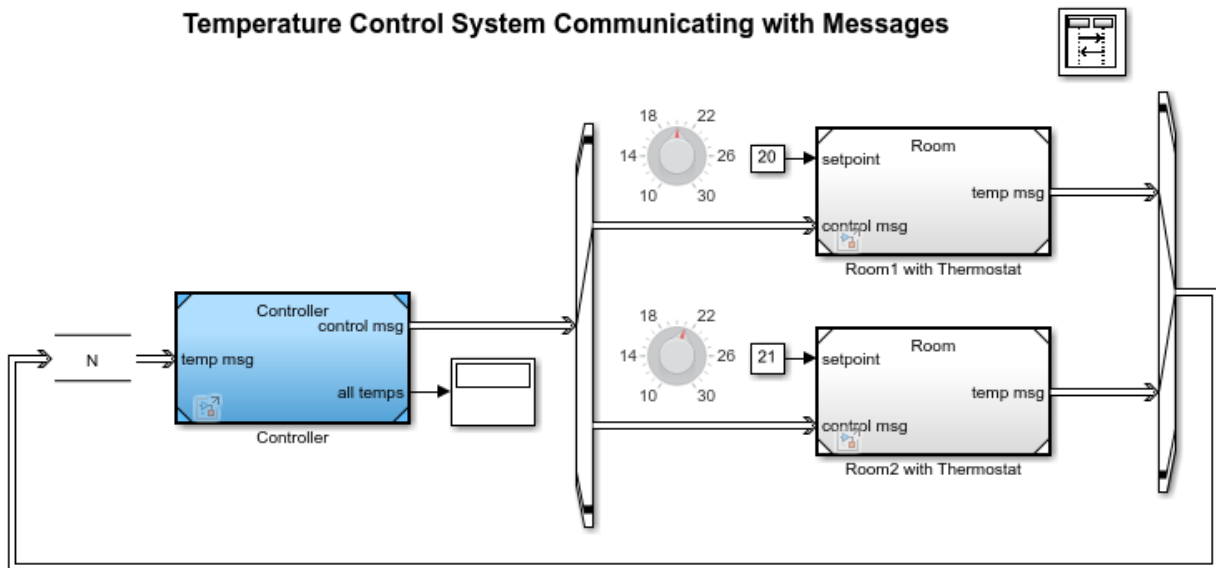 Temperature Control System Communicating with Messages
18
22
14
26
10
30
20
Room
setpoint
temp msg
control msg
Room1 with Thermostat
Controller
control msg
temp msg
all temps
Controller
N
18
22
14
26
10
30
21
Room
setpoint
temp msg
control msg
Room2 with Thermostat